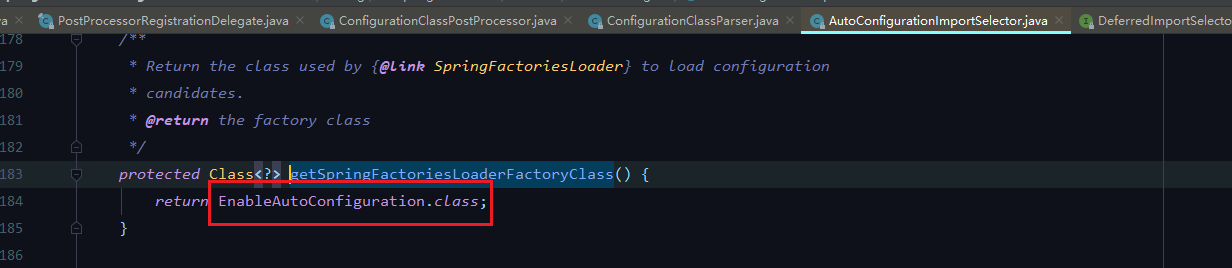 va PostProcessorRegistrationDelegate.java ConfigurationClassPostProcessor.java ConfigurationClassParser.java AutoConfigurationImportSelector.java DeferredImportSelecto
178 /**
179 * Return the class used by {@link SpringFactoriesLoader} to load configuration
180 * candidates.
181 * @return the factory class
182 */
183 protected Class<?> getSpringFactoriesLoaderFactoryClass() {
184 return EnableAutoConfiguration.class;
185 }
186